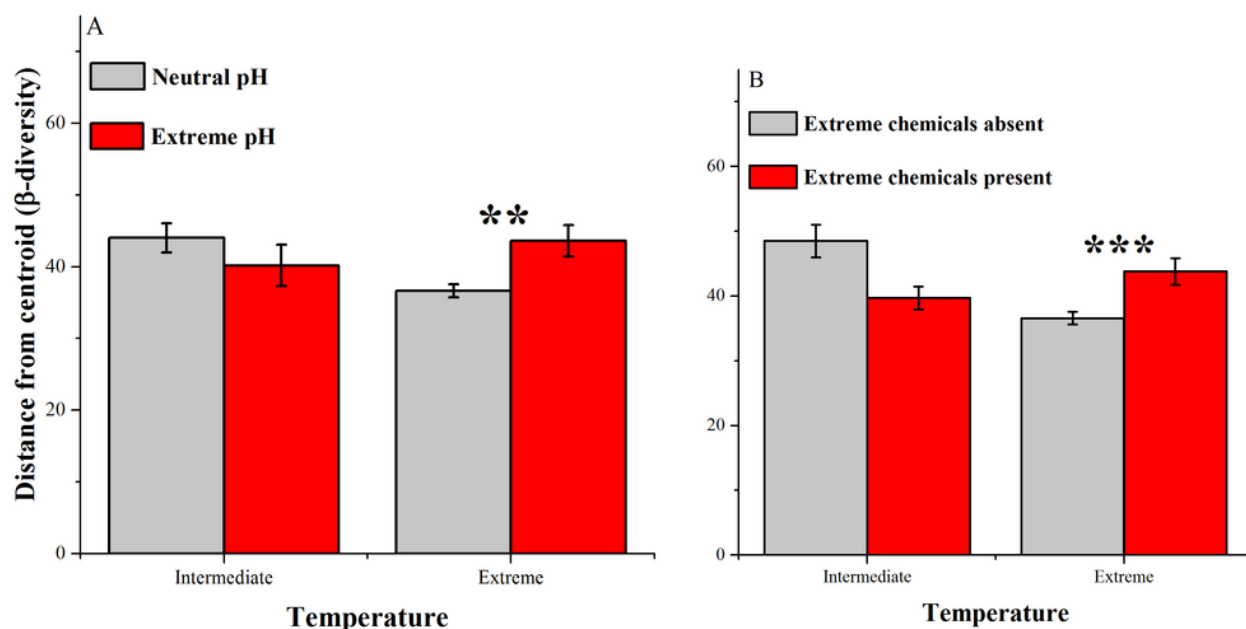 A
Neutral pH
Extreme pH
Distance from centroid (β-diversity)
60
40
20
0
**
Intermediate
Extreme
Temperature
B
Extreme chemicals absent
Extreme chemicals present
60
40
20
0
***
Intermediate
Extreme
Temperature